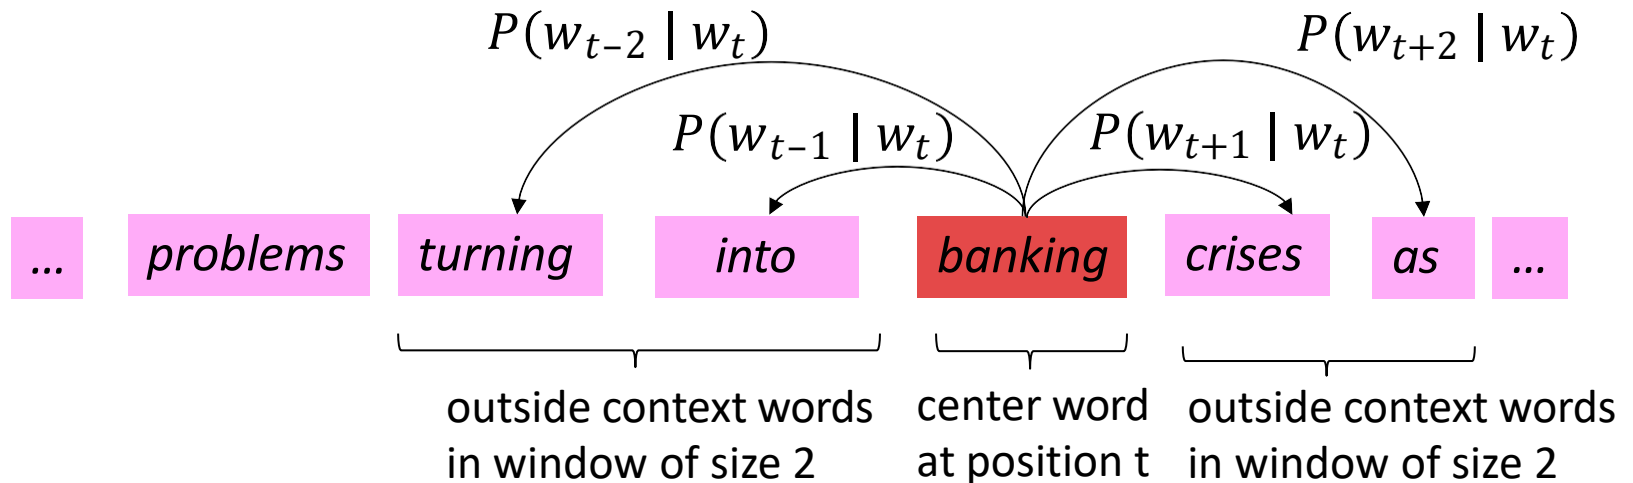 P(w_{t−2} | w_t) P(w_{t+2} | w_t)
P(w_{t−1} | w_t) P(w_{t+1} | w_t)
... problems turning into banking crises as ...
outside context words center word outside context words
in window of size 2 at position t in window of size 2